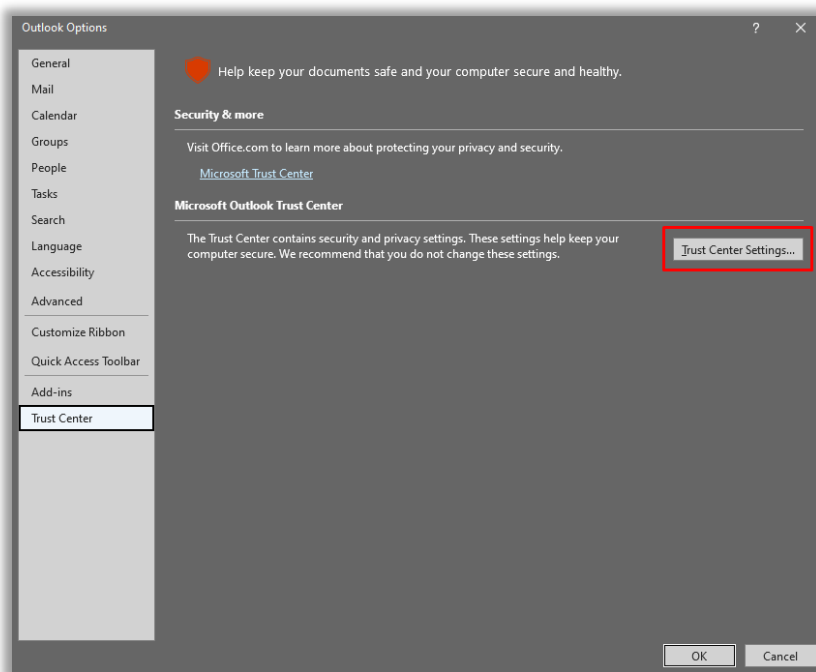 Outlook Options
?
General
Mail
Calendar
Groups
People
Tasks
Search
Language
Accessibility
Advanced
Customize Ribbon
Quick Access Toolbar
Add-ins
Trust Center
Help keep your documents safe and your computer secure and healthy.
Security & more
Visit Office.com to learn more about protecting your privacy and security.
Microsoft Trust Center
Microsoft Outlook Trust Center
The Trust Center contains security and privacy settings. These settings help keep your
computer secure. We recommend that you do not change these settings.
Trust Center Settings...
OK
Cancel